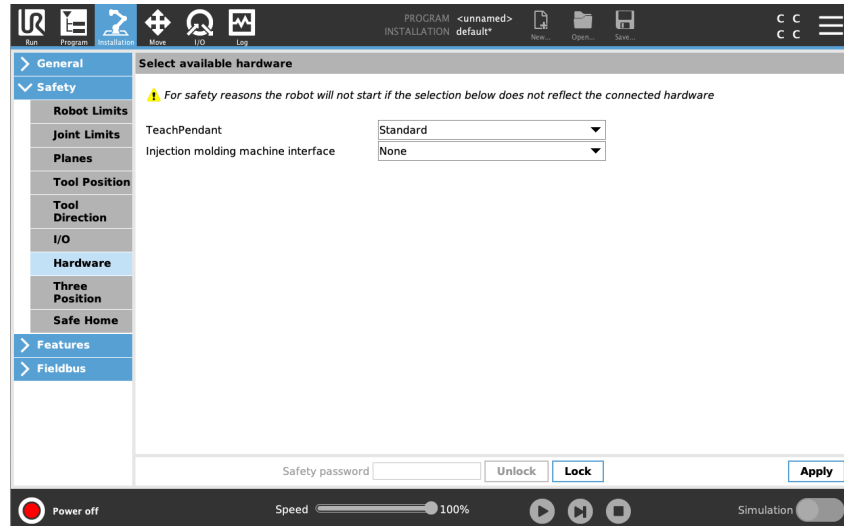 UR
PROGRAM <unnamed>
INSTALLATION default*
C C
C C
Run Program Installation Move I/O Log New... Open... Save...
General
Select available hardware
Safety
For safety reasons the robot will not start if the selection below does not reflect the connected hardware
Robot Limits
Joint Limits
TeachPendant Standard
Injection molding machine interface None
Planes
Tool Position
Tool
Direction
I/O
Hardware
Three
Position
Safe Home
Features
Fieldbus
Safety password Unlock Lock Apply
Power off Speed 100% Simulation